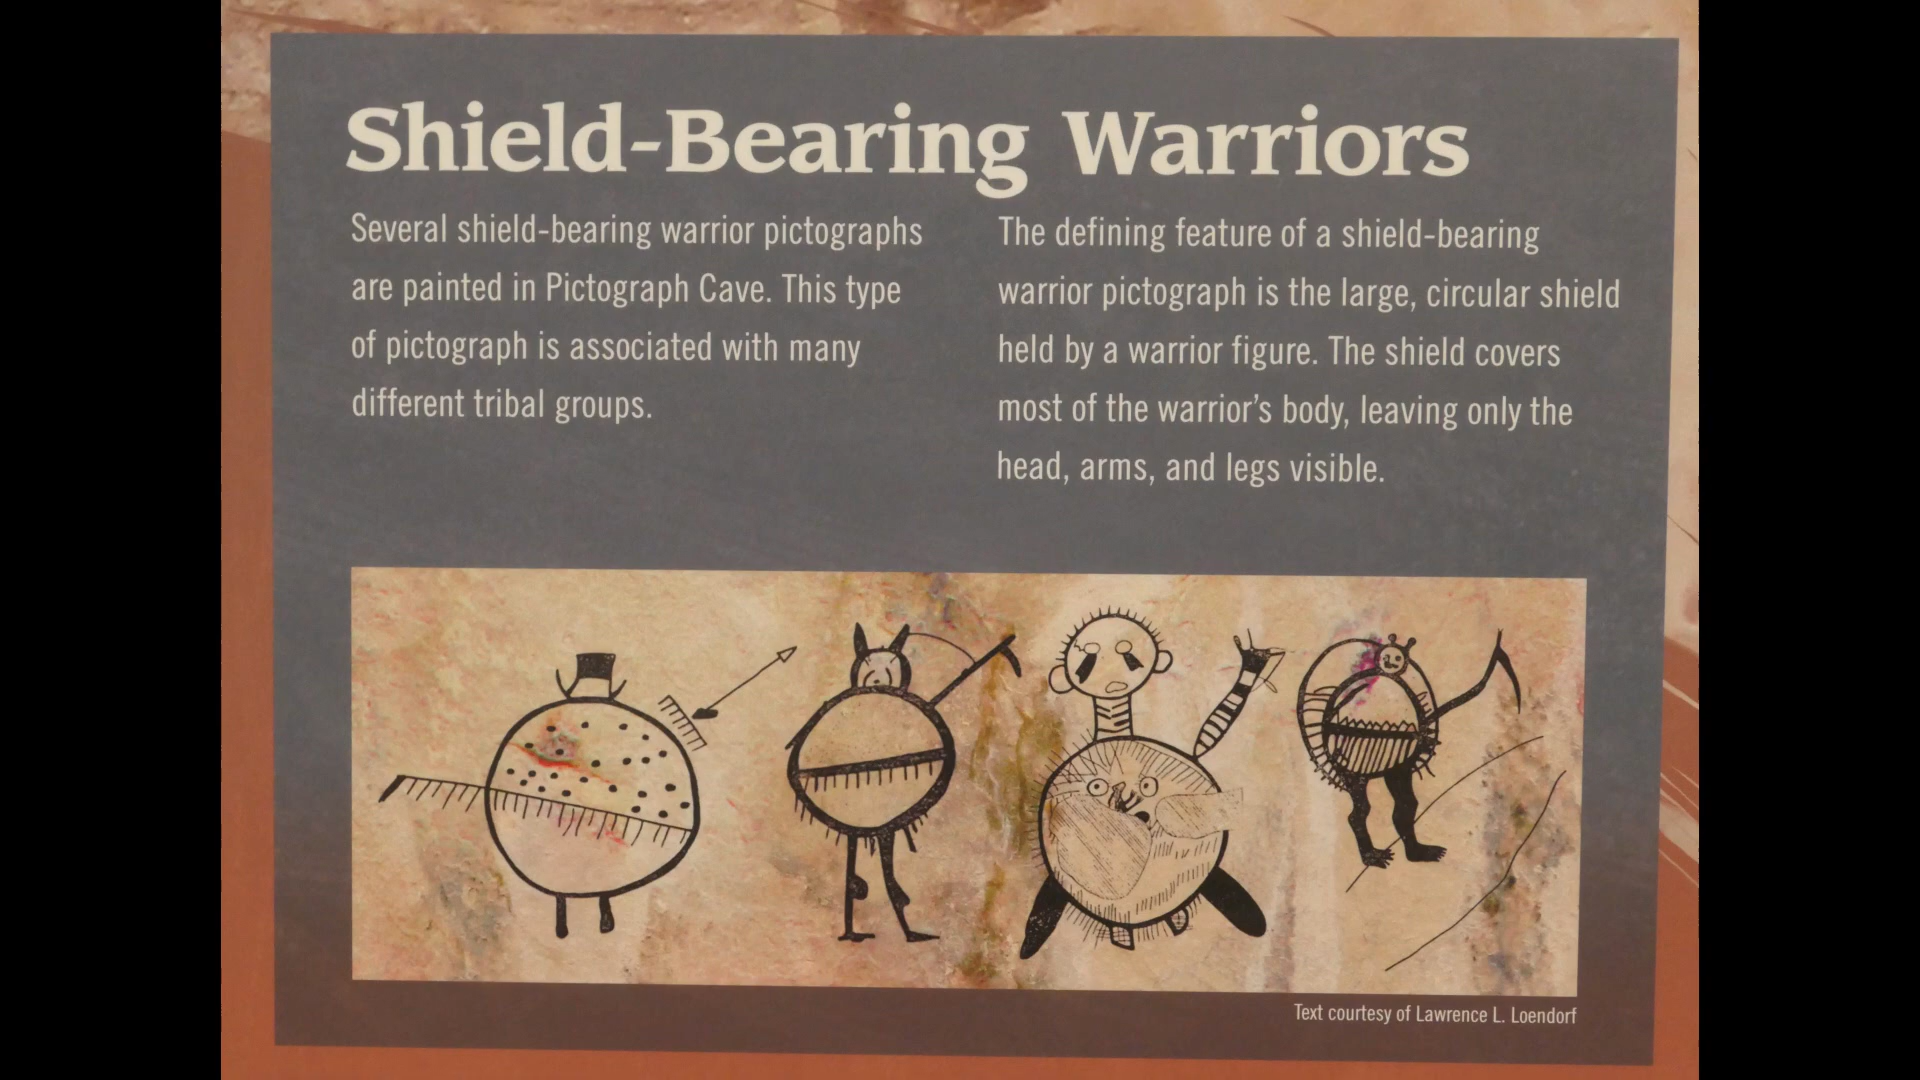 Shield-Bearing Warriors
Several shield-bearing warrior pictographs
are painted in Pictograph Cave. This type
of pictograph is associated with many
different tribal groups.
The defining feature of a shield-bearing
warrior pictograph is the large, circular shield
held by a warrior figure. The shield covers
most of the warrior's body, leaving only the
head, arms, and legs visible.
Text courtesy of Lawrence L. Loendorf